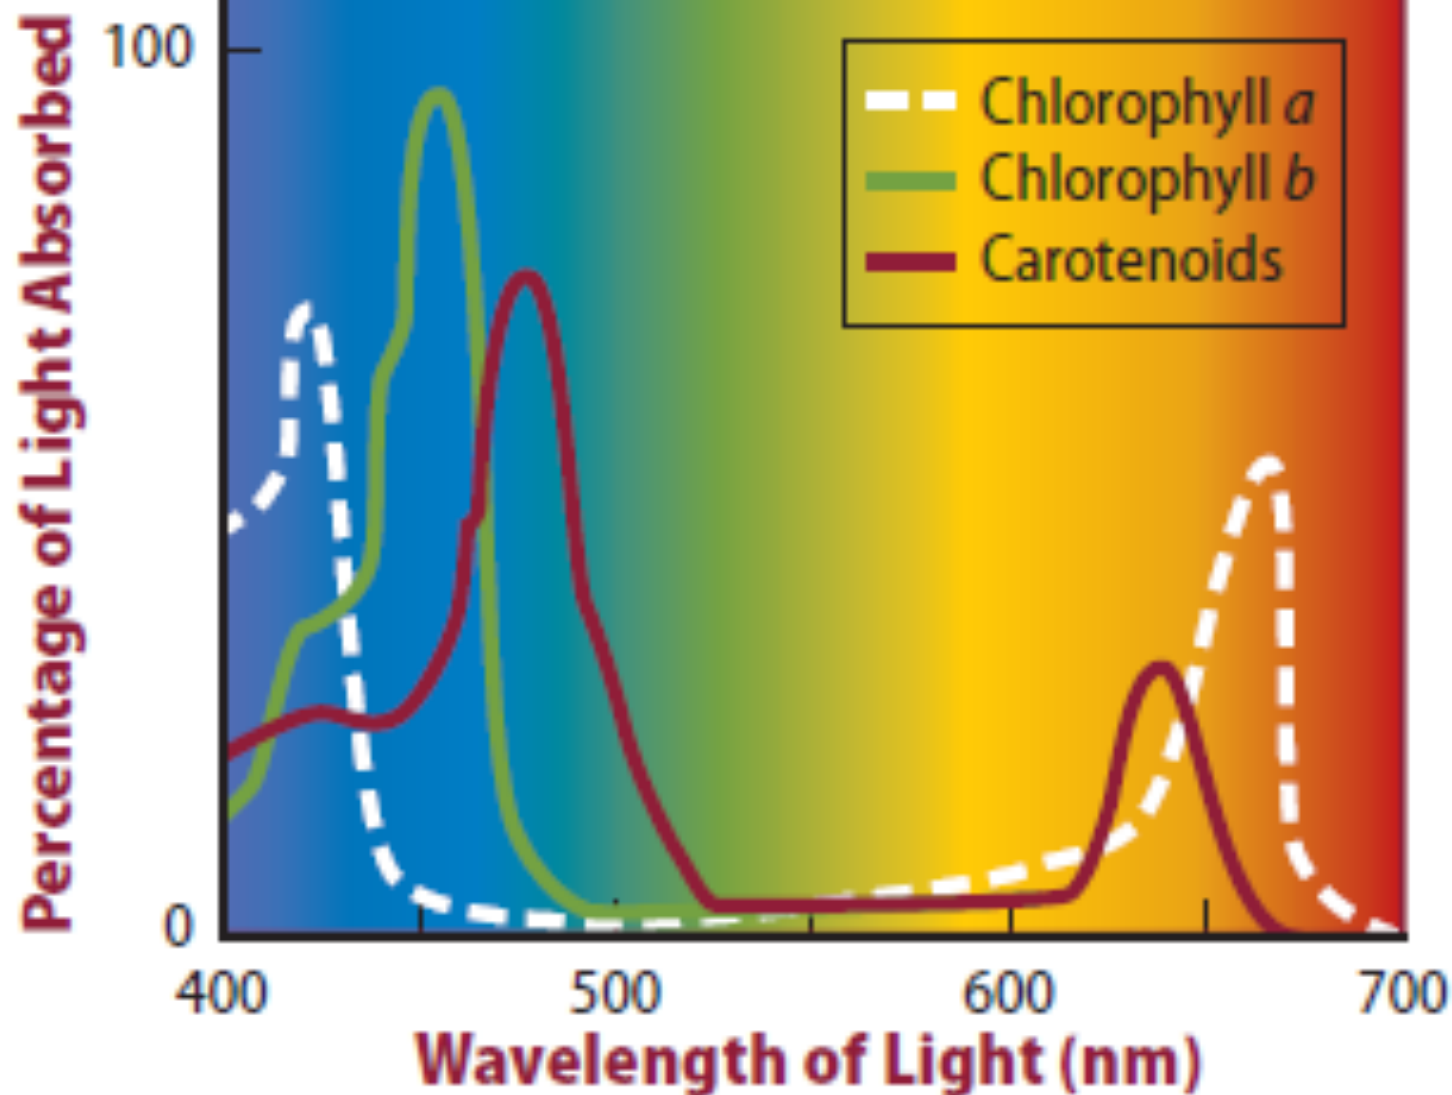 Percentage of Light Absorbed
100
0
Chlorophyll a
Chlorophyll b
Carotenoids
400 500 600 700
Wavelength of Light (nm)